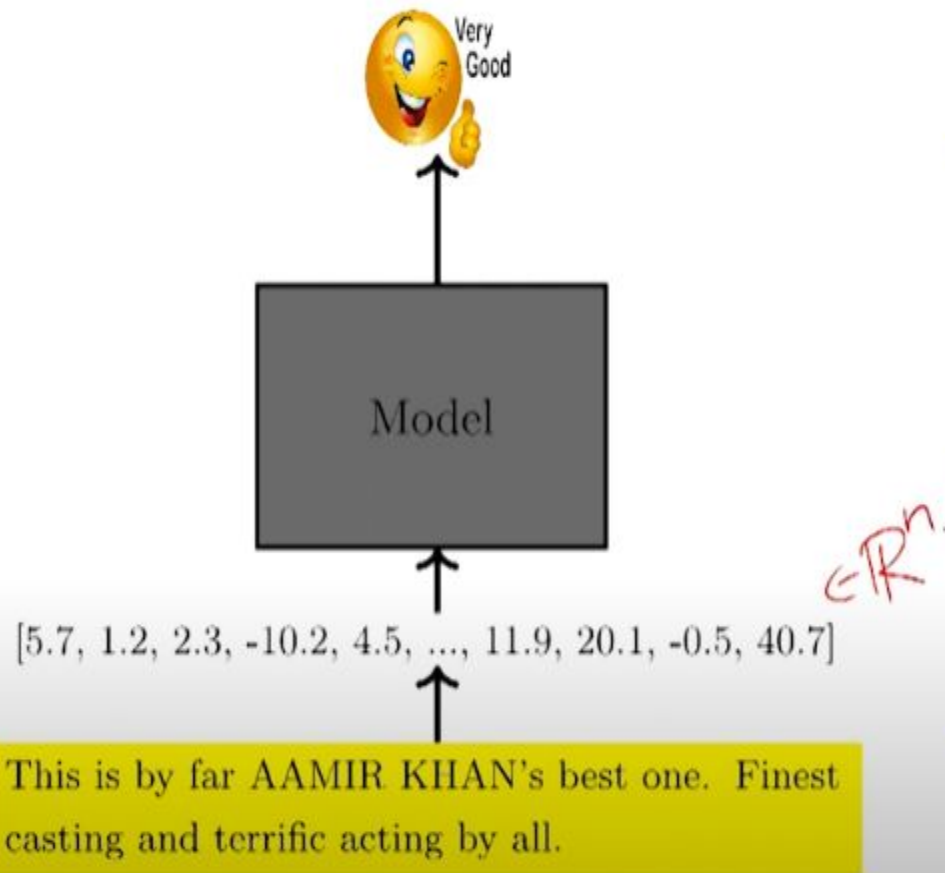 Very
Good
Model
∈ℝⁿ
[5.7, 1.2, 2.3, -10.2, 4.5, ..., 11.9, 20.1, -0.5, 40.7]
This is by far AAMIR KHAN's best one. Finest
casting and terrific acting by all.